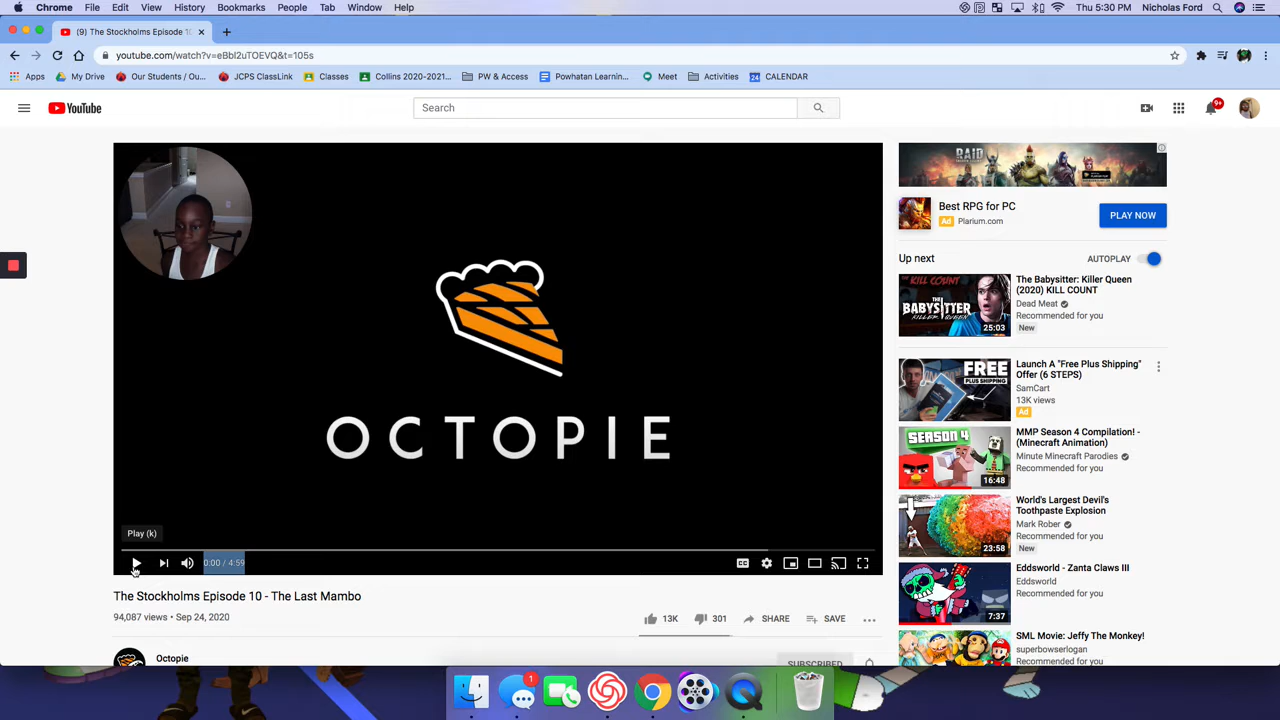 Chrome File Edit View History Bookmarks People Tab Window Help Thu 5:30 PM Nicholas Ford
(9) The Stockholms Episode 10
youtube.com/watch?v=eBbl2uTOEVQ&t=105s
Apps My Drive Our Students / Ou... JCPS ClassLink Classes Collins 2020-2021... PW & Access Powhatan Learnin... Meet Activities 24 CALENDAR
YouTube Search 9+
RAID
Best RPG for PC
Ad Plarium.com
PLAY NOW
Up next AUTOPLAY
KILL COUNT
THE BABYSITTER
KILLER QUEEN
25:03
The Babysitter: Killer Queen
(2020) KILL COUNT
Dead Meat
Recommended for you
New
FREE
PLUS SHIPPING
Launch A "Free Plus Shipping"
Offer (6 STEPS)
SamCart
13K views
Ad
SEASON 4
16:48
MMP Season 4 Compilation! -
(Minecraft Animation)
Minute Minecraft Parodies
Recommended for you
23:58
World's Largest Devil's
Toothpaste Explosion
Mark Rober
Recommended for you
New
7:37
Eddsworld - Zanta Claws III
Eddsworld
Recommended for you
SML Movie: Jeffy The Monkey!
superbowserlogan
Recommended for you
OCTOPIE
Play (k)
0:00 / 4:59
CC
The Stockholms Episode 10 - The Last Mambo
94,087 views • Sep 24, 2020
13K 301 SHARE SAVE
Octopie
SUBSCRIBED
1